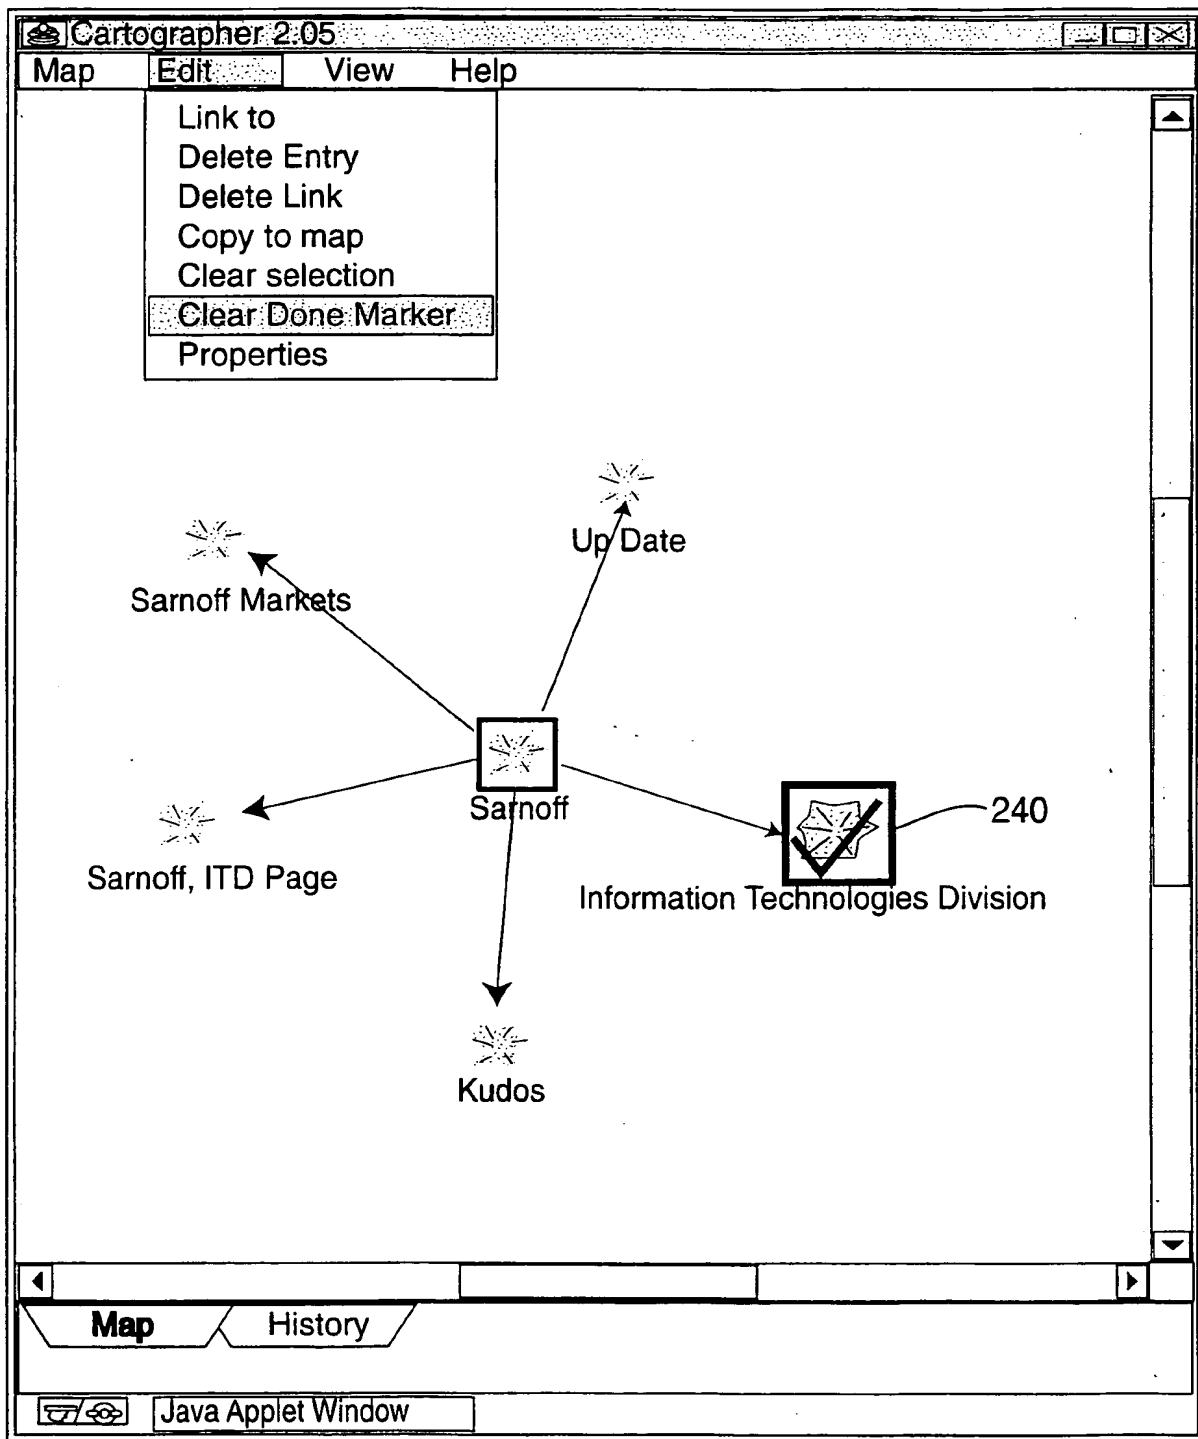 Cartographer 2.05
Map Edit View Help
Link to
Delete Entry
Delete Link
Copy to map
Clear selection
Clear Done Marker
Properties
Up Date
Sarnoff Markets
Sarnoff
240
Sarnoff, ITD Page
Information Technologies Division
Kudos
Map History
Java Applet Window